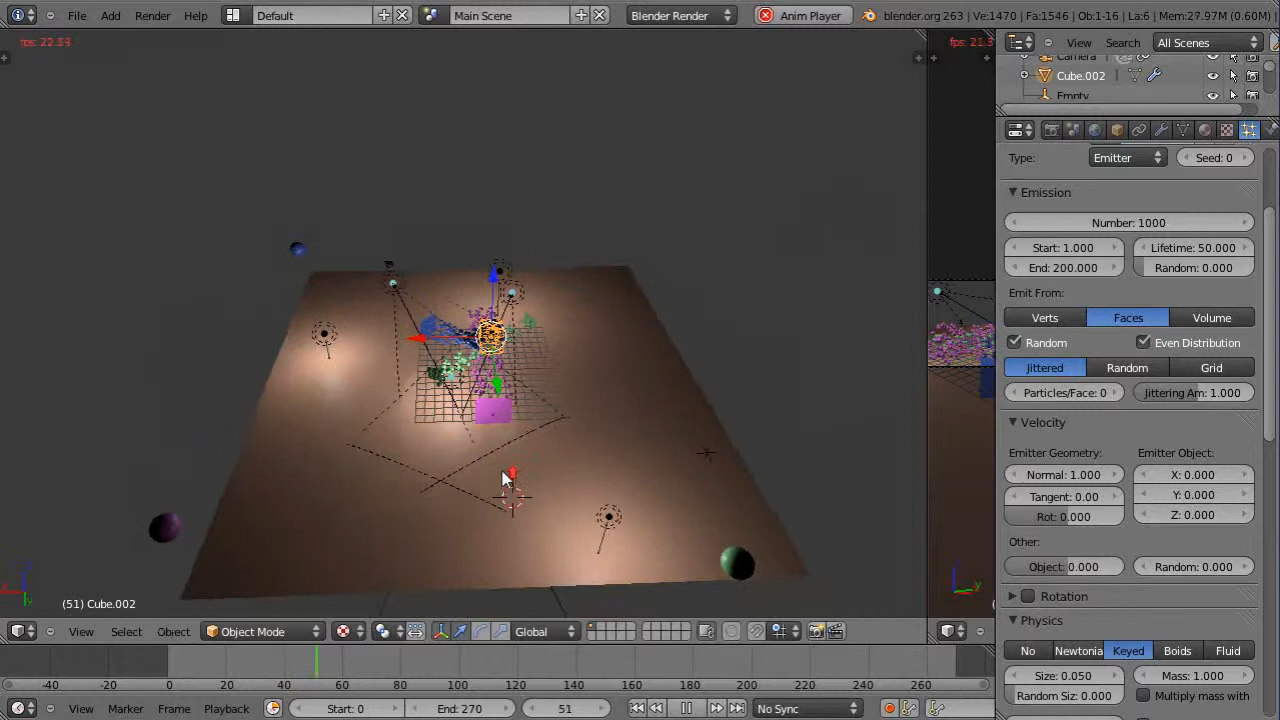 File Add Render Help Default Main Scene Blender Render Anim Player blender.org 263 | Ve:1470 | Fa:1546 | Ob:1-16 | La:6 | Mem:27.97M (0.60M)
fps: 22.59
fps: 21.3
View Search All Scenes
Camera
Cube.002
Empty
Type: Emitter Seed: 0
Emission
Number: 1000
Start: 1.000 Lifetime: 50.000
End: 200.000 Random: 0.000
Emit From:
Verts Faces Volume
Random Even Distribution
Jittered Random Grid
Particles/Face: 0 Jittering Am: 1.000
Velocity
Emitter Geometry: Emitter Object:
Normal: 1.000 X: 0.000
Tangent: 0.00 Y: 0.000
Rot: 0.000 Z: 0.000
Other:
Object: 0.000 Random: 0.000
Rotation
Physics
No Newtonia Keyed Boids Fluid
Size: 0.050 Mass: 1.000
Random Siz: 0.000 Multiply mass with
(51) Cube.002
View Select Object Object Mode Global
-40 -20 0 20 40 60 80 100 120 140 160 180 200 220 240 260
View Marker Frame Playback Start: 0 End: 270 51 No Sync